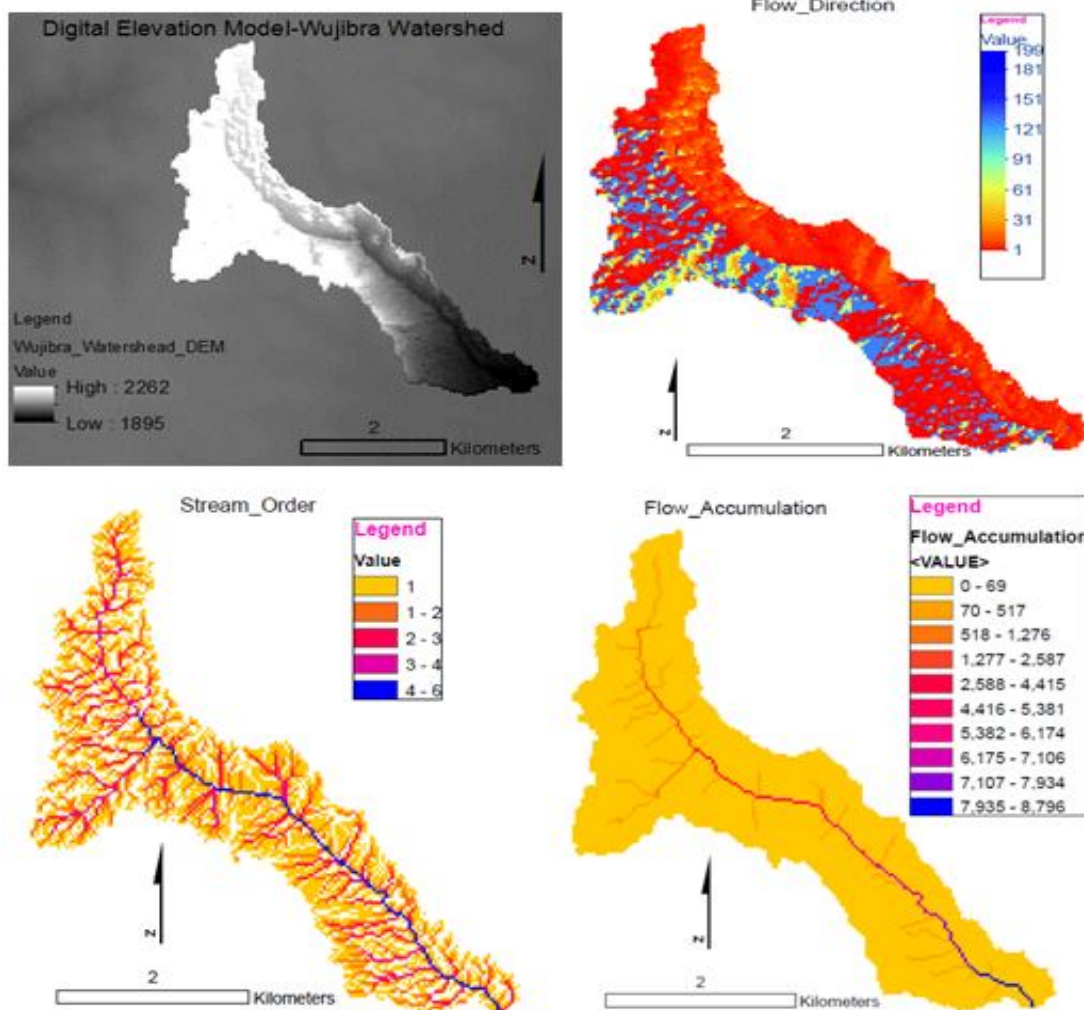 Digital Elevation Model-Wujibra Watershed
Legend
Wujibra_Watershead_DEM
Value
High : 2262
Low : 1895
N
2
Kilometers
Flow_Direction
Legend
Value
199
181
151
121
91
61
31
1
N
2
Kilometers
Stream_Order
Legend
Value
1
1 - 2
2 - 3
3 - 4
4 - 6
N
2
Kilometers
Flow_Accumulation
Legend
Flow_Accumulation
<VALUE>
0 - 69
70 - 517
518 - 1,276
1,277 - 2,587
2,588 - 4,415
4,416 - 5,381
5,382 - 6,174
6,175 - 7,106
7,107 - 7,934
7,935 - 8,796
N
2
Kilometers